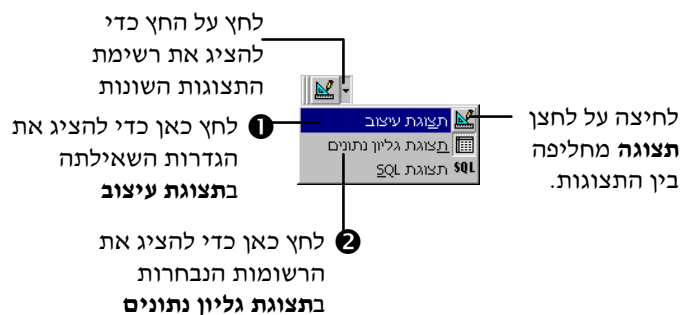 לחץ על החץ כדי
להציג את רשימת
התצוגות השונות
לחיצה על לחצן
תצוגה מחליפה
בין התצוגות.
תצוגת עיצוב
תצוגת גליון נתונים
תצוגת SQL
SQL
❶ לחץ כאן כדי להציג את
הגדרות השאילתה
בתצוגת עיצוב
❷ לחץ כאן כדי להציג את
הרשומות הנבחרות
בתצוגת גליון נתונים